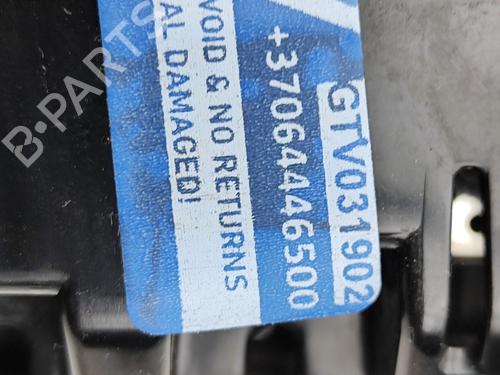 GTV031902
+37064446500
VOID & NO RETURNS
AL DAMAGED!
B-PARTS